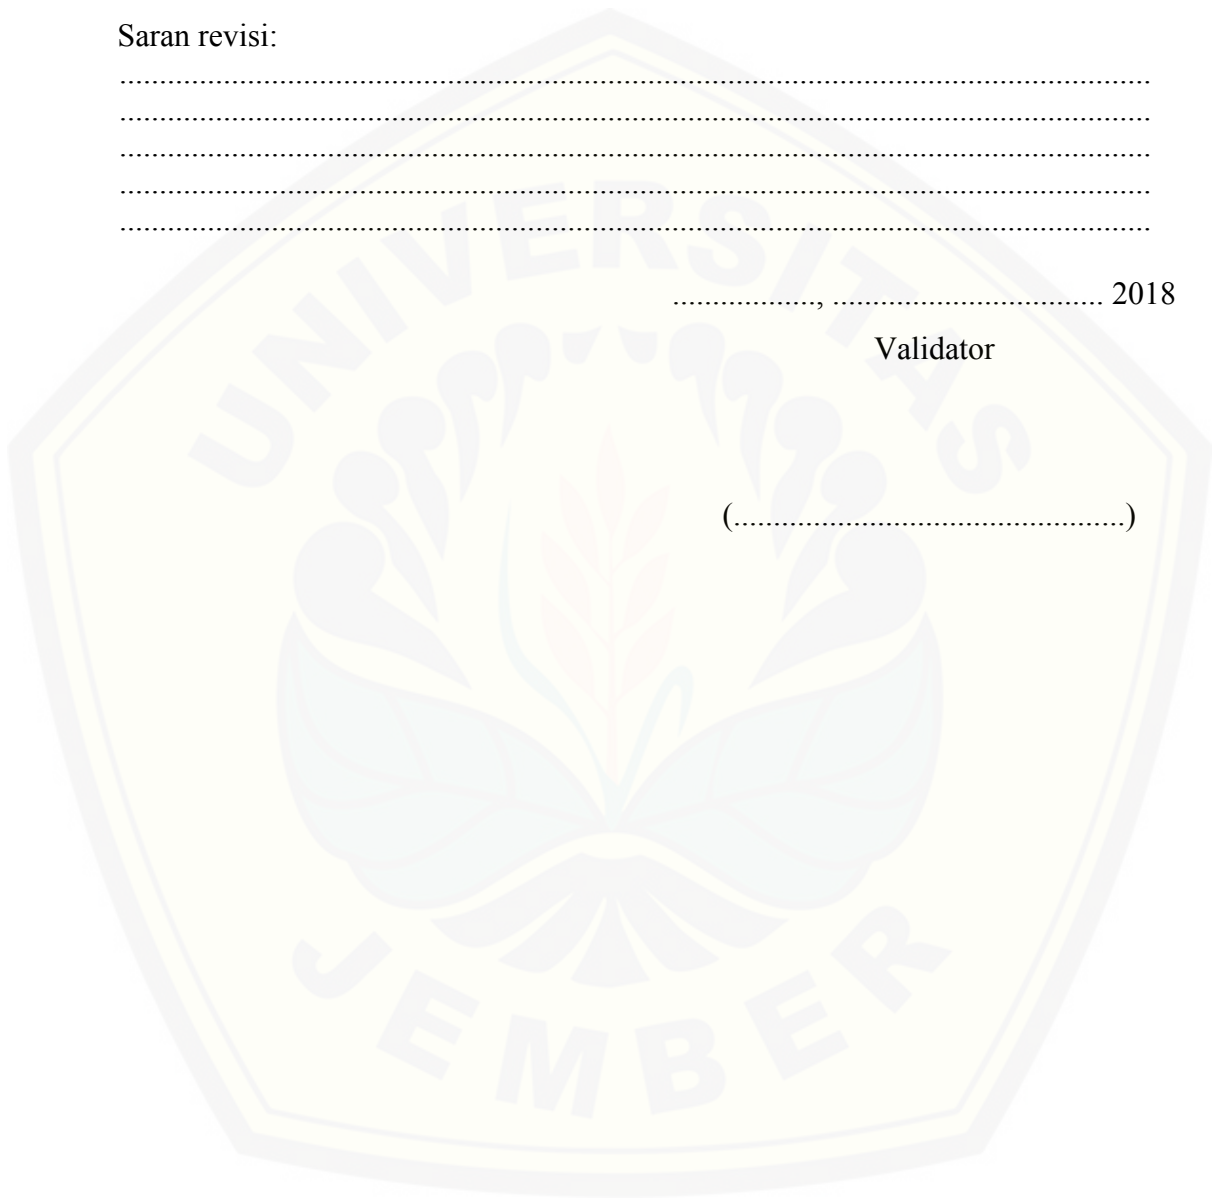 Saran revisi:
.................................................................................................................................
.................................................................................................................................
.................................................................................................................................
.................................................................................................................................
.................................................................................................................................
.................., .................................. 2018
Validator
(.................................................)
UNIVERSITAS
JEMBER